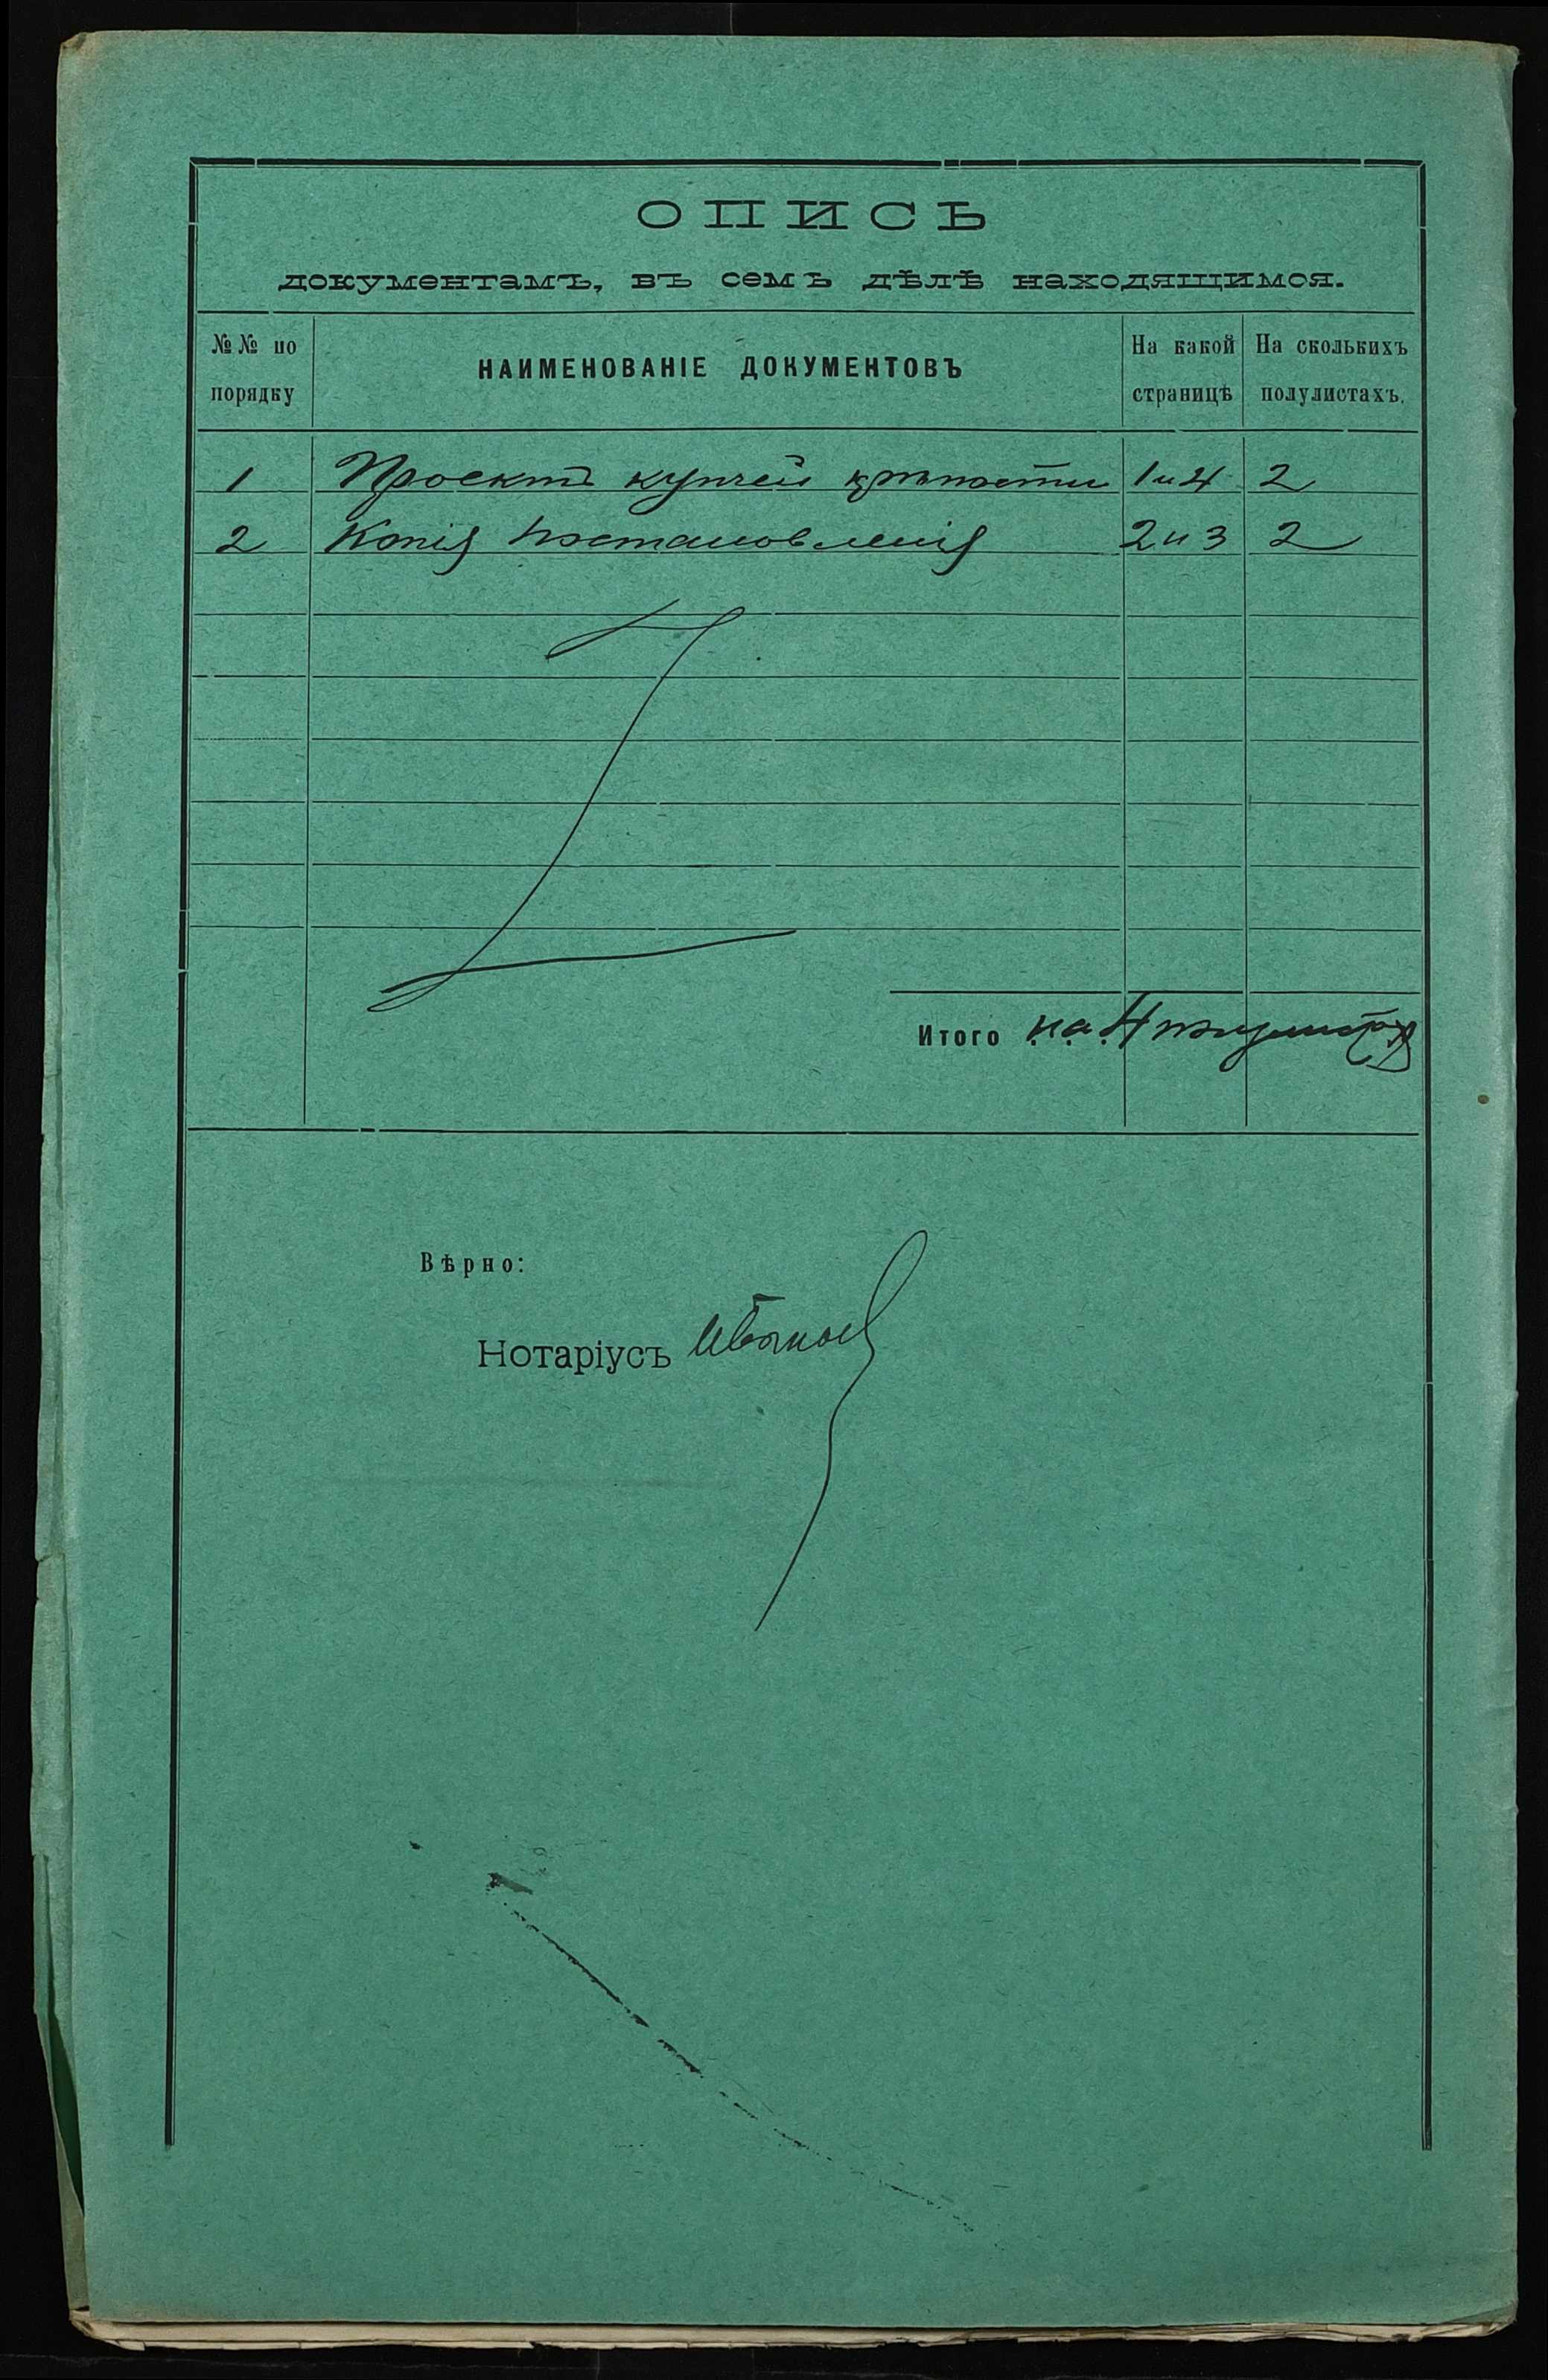 ОПИСЬ
документамъ, въ семъ дѣлѣ находящимся.
№№ по порядку
НАИМЕНОВАНІЕ ДОКУМЕНТОВЪ
На какой страницѣ
На сколькихъ полулистахъ.
1 Проектъ купчей крѣпости 1 и 4 2
2 Копія постановленія 2 и 3 2
Итого на 4 полулистахъ
Вѣрно:
Нотаріусъ Ивановъ